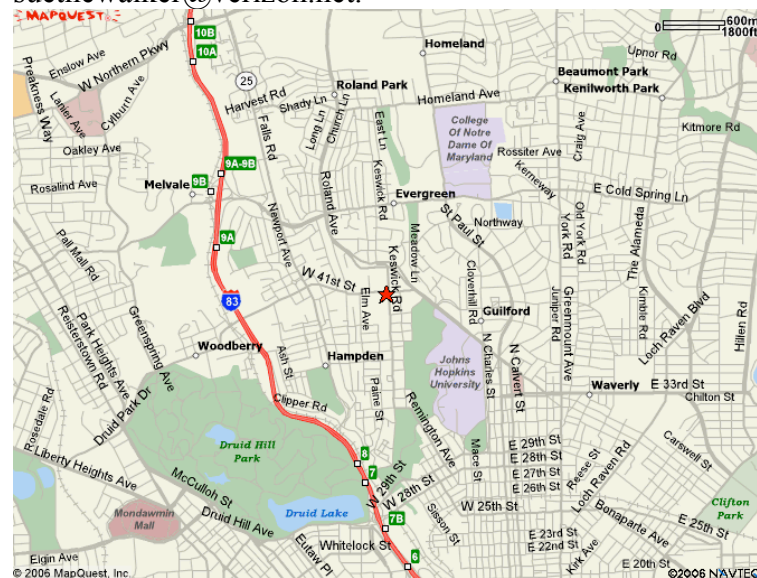 suethewalker@verizon.net.
MAPQUEST
600m
1800ft
10B
10A
Enslow Ave
W Northern Pkwy
Preakness Way
Lanier Ave
Cylburn Ave
25
Harvest Rd
Shady Ln
Falls Rd
Long Ln
Church Ln
Roland Park
Homeland
Homeland Ave
Upnor Rd
Beaumont Park
Kenilworth Park
Kitmore Rd
College Of Notre Dame Of Maryland
Craig Ave
Rossiter Ave
Kerneway
East Ln
Keswick Rd
Oakley Ave
Rosalind Ave
9A-9B
9B
Melvale
9A
Evergreen
E Cold Spring Ln
Northway
St Paul St
Old York Rd
York Rd
The Alameda
Roland Ave
Newport Ave
Pall Mall Rd
Meadow Ln
Keswick Rd
W 41st St
Elm Ave
Cloverhill Rd
Guilford
Juniper Rd
Greenmount Ave
Kimble Rd
Loch Raven Blvd
Hillen Rd
83
Reisterstown Rd
Park Heights Ave
Greenspring Ave
Woodberry
Ash St
Hampden
Johns Hopkins University
N Charles St
N Calvert St
Waverly
E 33rd St
Chilton St
Rosedale Rd
Druid Park Dr
Clipper Rd
Paine St
Remington Ave
Mace St
Druid Hill Park
8
7
W 29th St
W 28th St
E 29th St
E 28th St
E 27th St
E 26th St
Reese St
Loch Raven Rd
Carswell St
Liberty Heights Ave
McCulloh St
Mondawmin Mall
Druid Hill Ave
Druid Lake
7B
Sisson St
W 25th St
Bonaparte Ave
Clifton Park
E 25th St
E 23rd St
E 22nd St
Kirk Ave
E 20th St
Elgin Ave
Eutaw Pl
Whitelock St
6
© 2006 MapQuest, Inc.
©2006 NAVTEQ